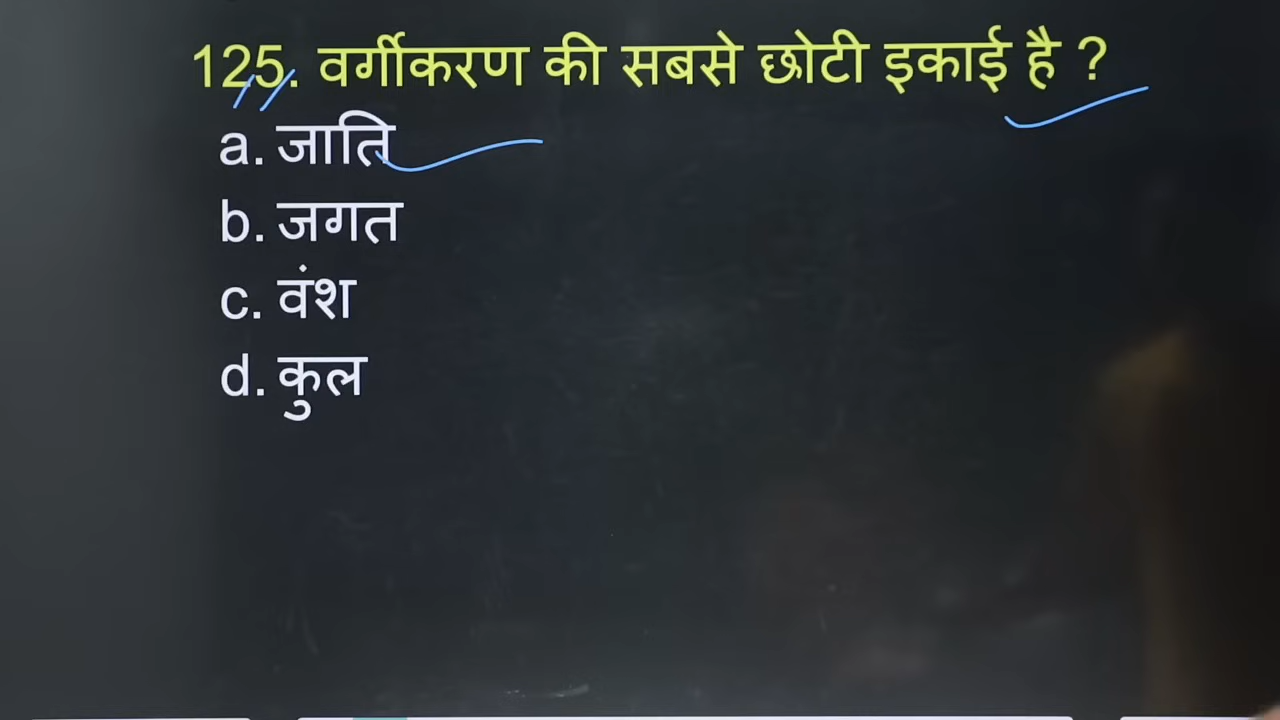 125. वर्गीकरण की सबसे छोटी इकाई है ?
a. जाति
b. जगत
c. वंश
d. कुल